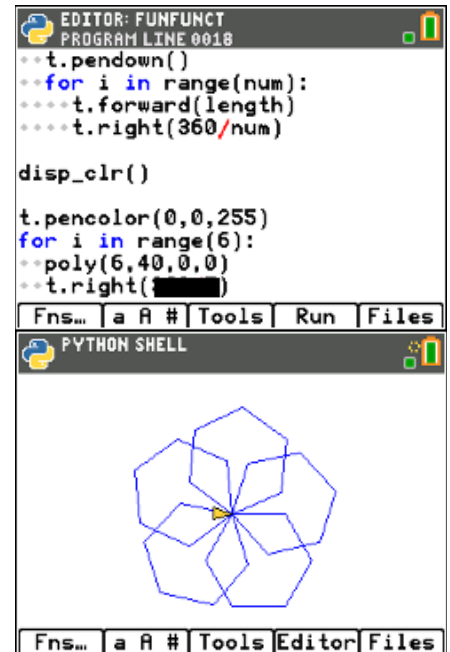 EDITOR: FUNFUNCT
PROGRAM LINE 0018
t.pendown()
for i in range(num):
t.forward(length)
t.right(360/num)
disp_clr()
t.pencolor(0,0,255)
for i in range(6):
poly(6,40,0,0)
t.right( )
Fns… a A # Tools Run Files
PYTHON SHELL
Fns… a A # Tools Editor Files